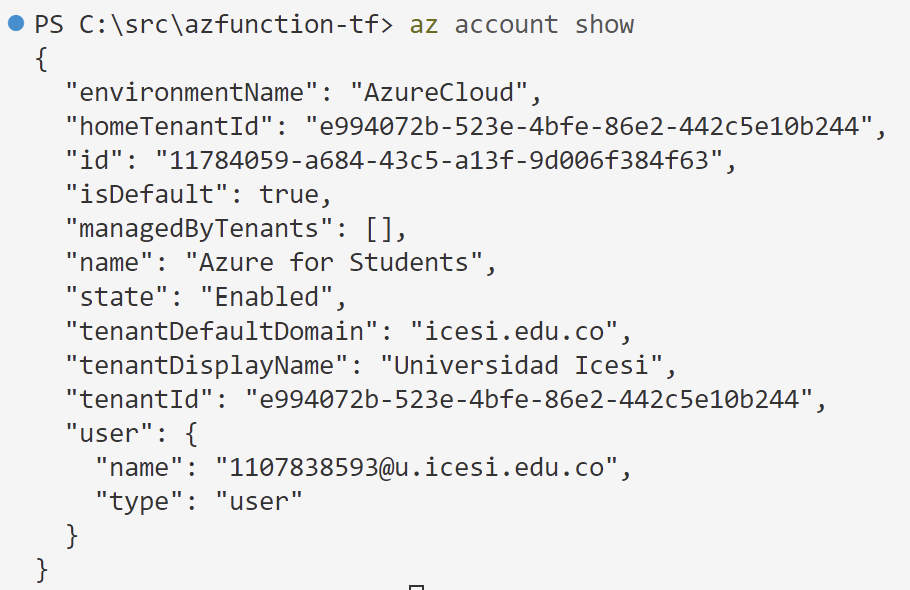 PS C:\src\azfunction-tf> az account show
{
  "environmentName": "AzureCloud",
  "homeTenantId": "e994072b-523e-4bfe-86e2-442c5e10b244",
  "id": "11784059-a684-43c5-a13f-9d006f384f63",
  "isDefault": true,
  "managedByTenants": [],
  "name": "Azure for Students",
  "state": "Enabled",
  "tenantDefaultDomain": "icesi.edu.co",
  "tenantDisplayName": "Universidad Icesi",
  "tenantId": "e994072b-523e-4bfe-86e2-442c5e10b244",
  "user": {
    "name": "1107838593@u.icesi.edu.co",
    "type": "user"
  }
}